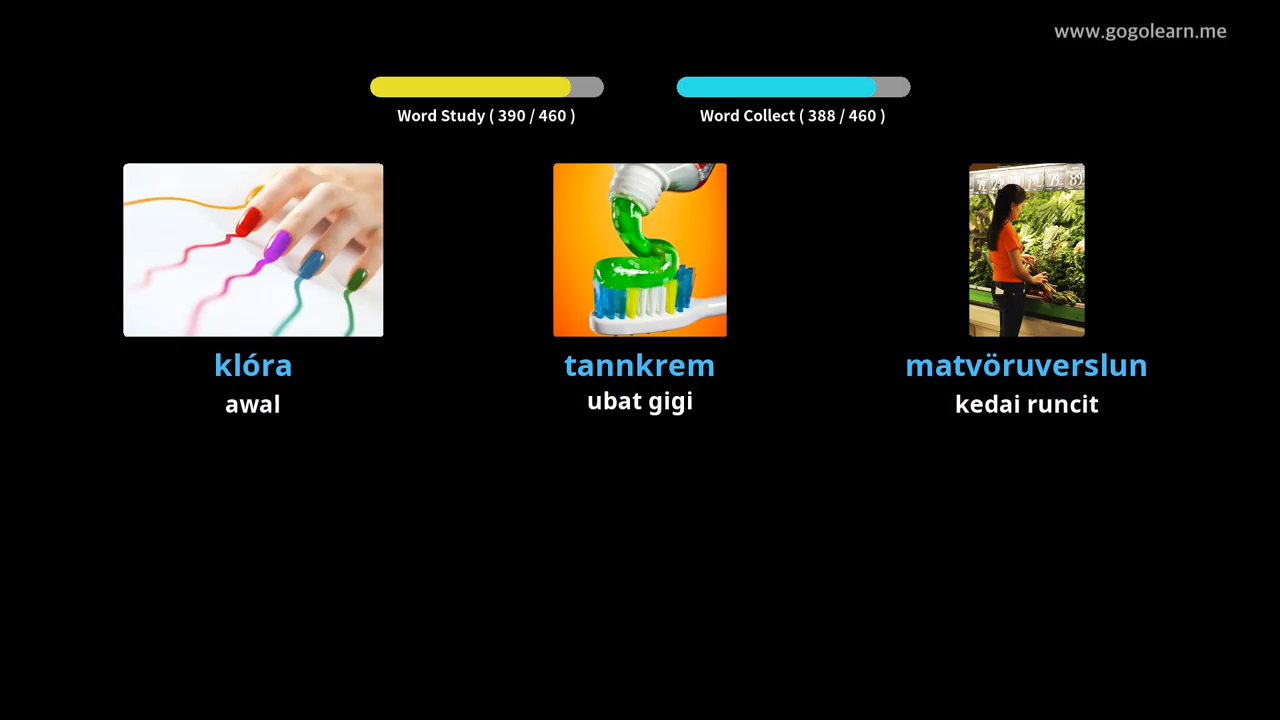 www.gogolearn.me
Word Study ( 390 / 460 )
Word Collect ( 388 / 460 )
klóra
awal
tannkrem
ubat gigi
matvöruverslun
kedai runcit